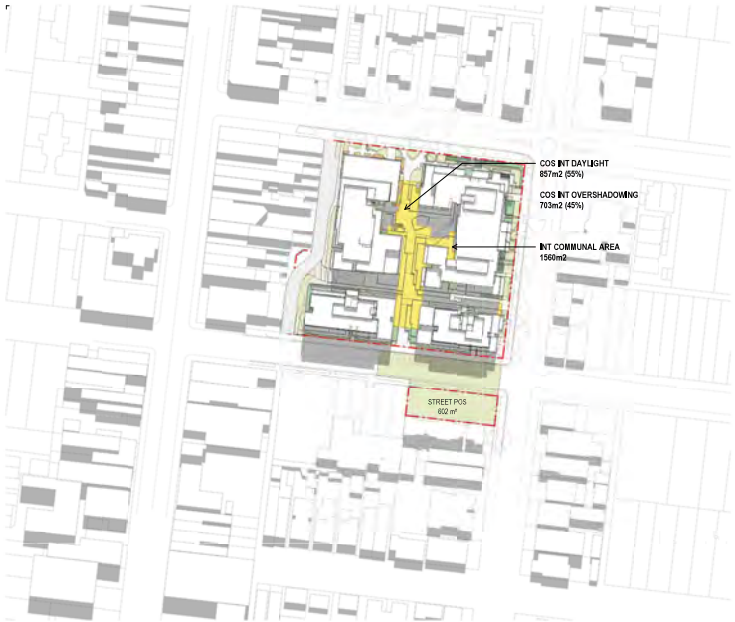 COS INT DAYLIGHT
857m2 (55%)
COS INT OVERSHADOWING
703m2 (45%)
INT COMMUNAL AREA
1560m2
STREET POS
602 m²